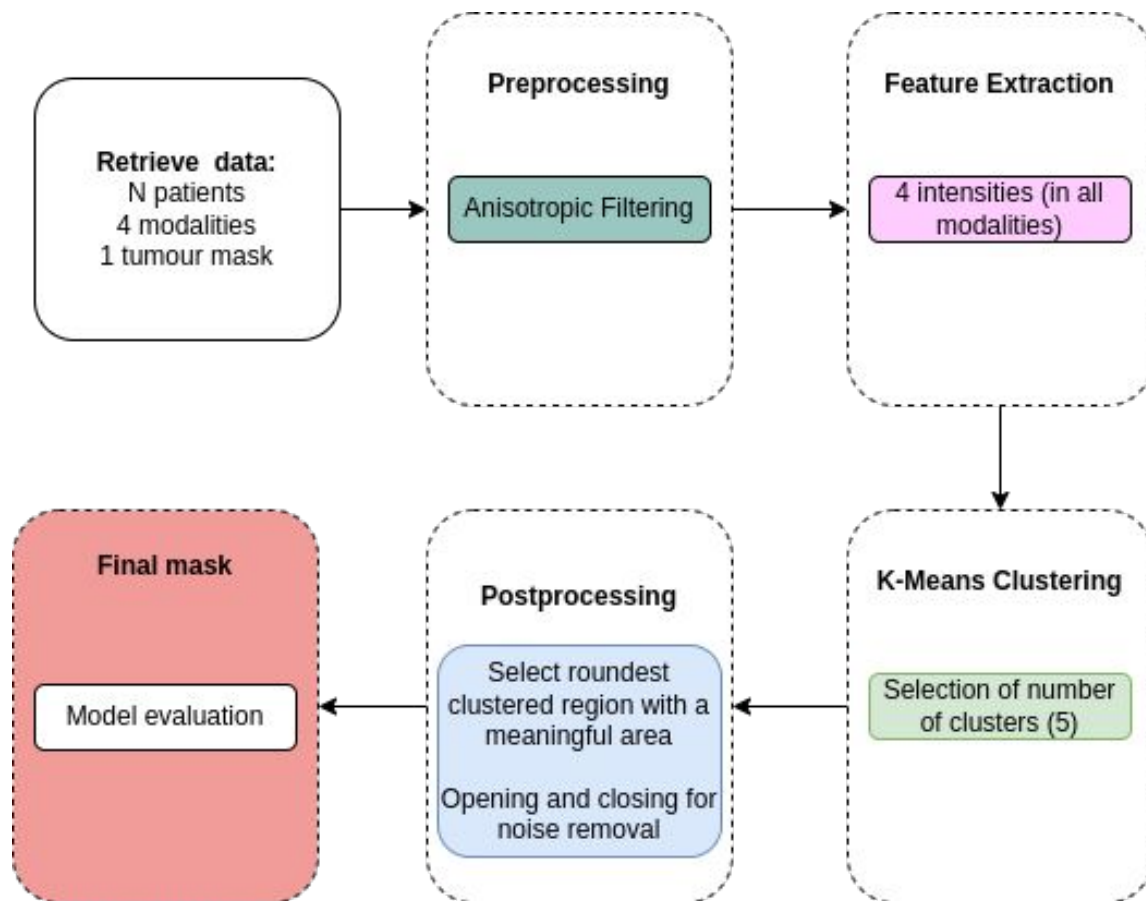 Retrieve data:
N patients
4 modalities
1 tumour mask
Preprocessing
Anisotropic Filtering
Feature Extraction
4 intensities (in all
modalities)
K-Means Clustering
Selection of number
of clusters (5)
Postprocessing
Select roundest
clustered region with a
meaningful area
Opening and closing for
noise removal
Final mask
Model evaluation